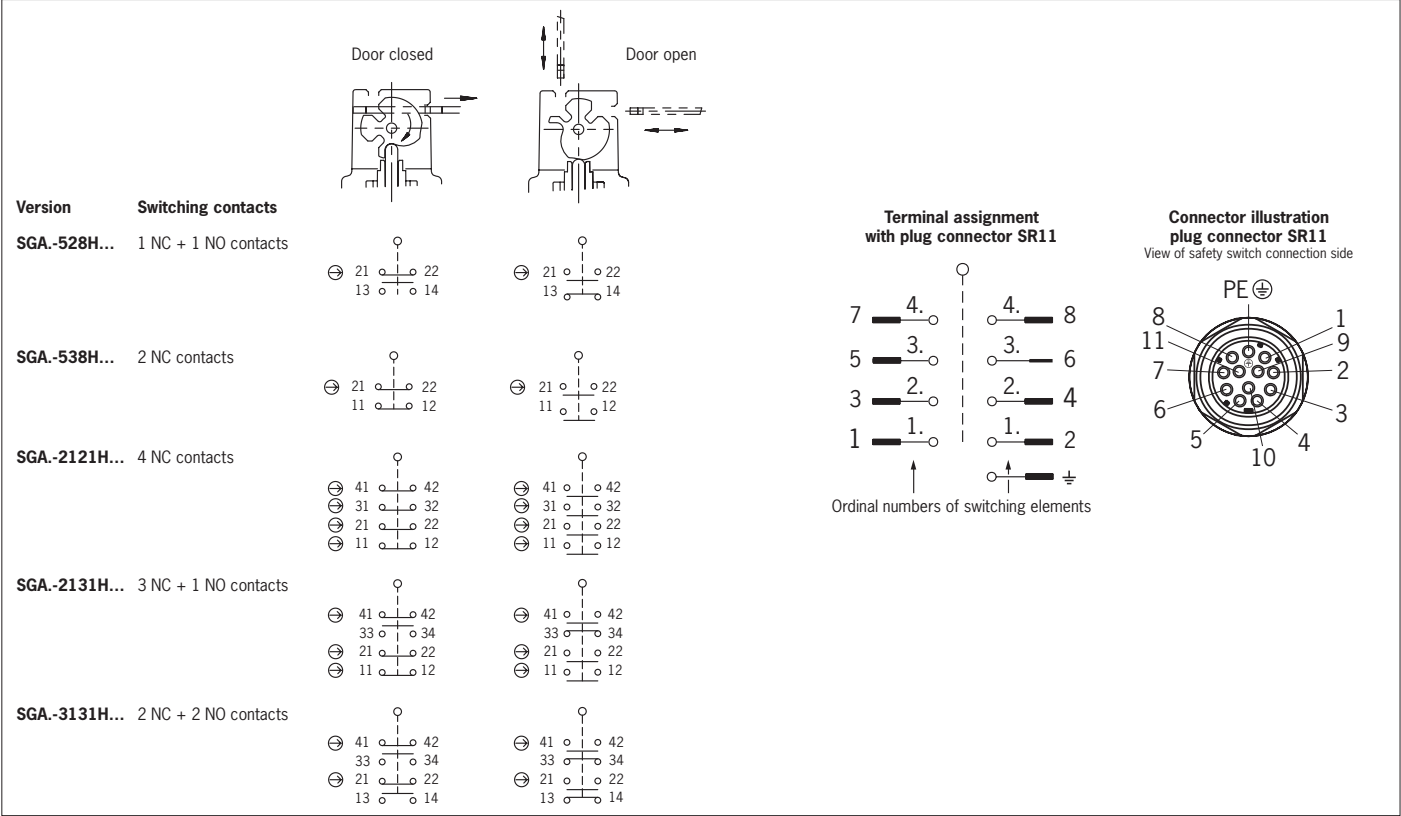 Door closed
Door open
Version Switching contacts
SGA.-528H... 1 NC + 1 NO contacts
21 22 21 22
13 14 13 14
SGA.-538H... 2 NC contacts
21 22 21 22
11 12 11 12
SGA.-2121H... 4 NC contacts
41 42 41 42
31 32 31 32
21 22 21 22
11 12 11 12
SGA.-2131H... 3 NC + 1 NO contacts
41 42 41 42
33 34 33 34
21 22 21 22
11 12 11 12
SGA.-3131H... 2 NC + 2 NO contacts
41 42 41 42
33 34 33 34
21 22 21 22
13 14 13 14
Terminal assignment
with plug connector SR11
7 4. 4. 8
5 3. 3. 6
3 2. 2. 4
1 1. 1. 2
Ordinal numbers of switching elements
Connector illustration
plug connector SR11
View of safety switch connection side
PE
8 1
11 9
7 2
6 3
5 4
10